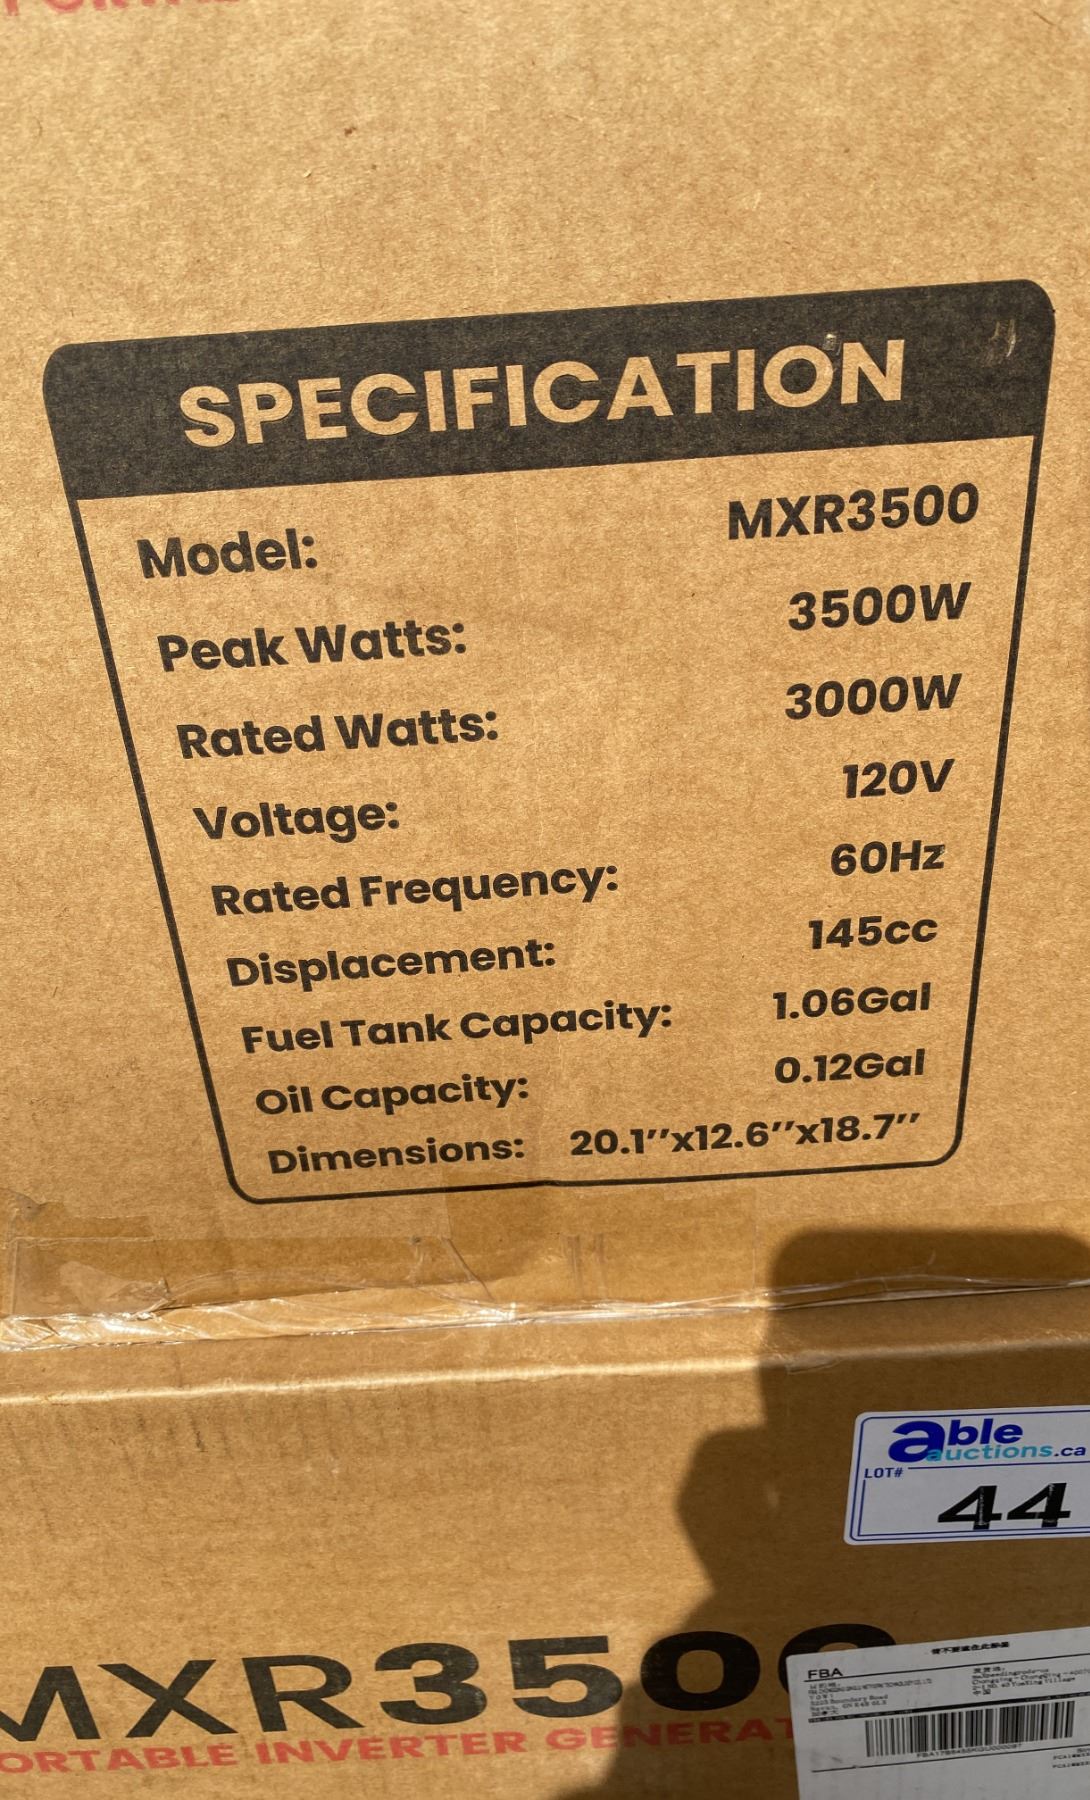 SPECIFICATION
Model: MXR3500
Peak Watts: 3500W
Rated Watts: 3000W
Voltage: 120V
Rated Frequency: 60Hz
Displacement: 145cc
Fuel Tank Capacity: 1.06Gal
Oil Capacity: 0.12Gal
Dimensions: 20.1’’x12.6’’x18.7’’
able
auctions.ca
LOT#
44
MXR350
PORTABLE INVERTER GENERAT
FBA